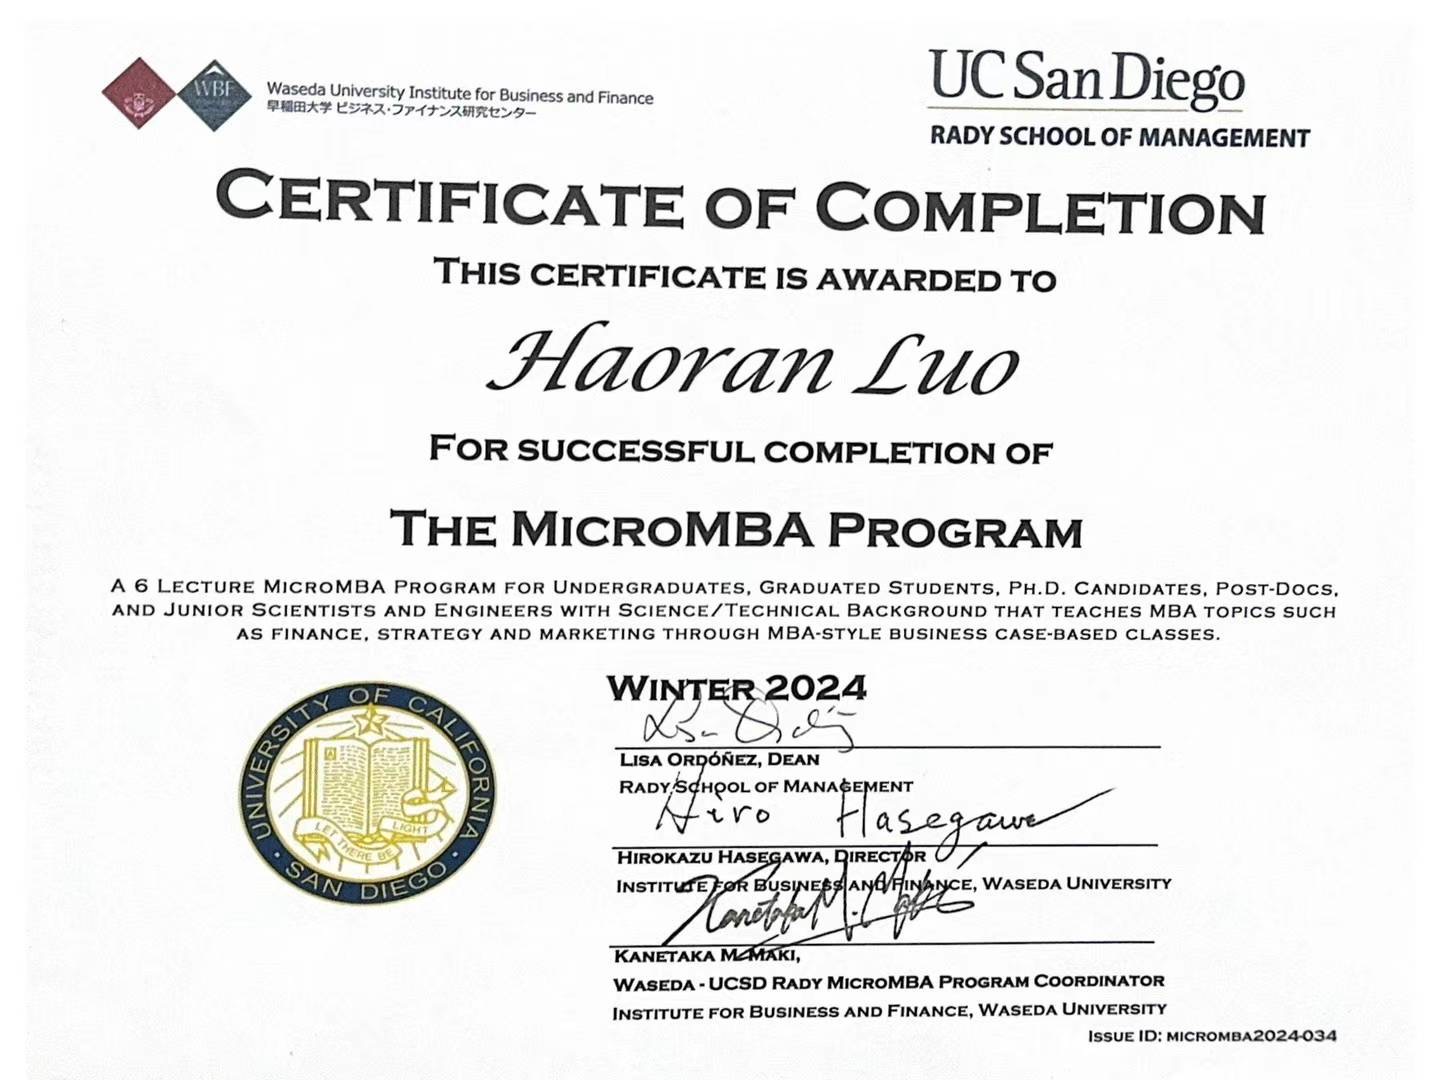 WBF
Waseda University Institute for Business and Finance
早稲田大学 ビジネス・ファイナンス研究センター
UC San Diego
RADY SCHOOL OF MANAGEMENT
CERTIFICATE OF COMPLETION
THIS CERTIFICATE IS AWARDED TO
Haoran Luo
FOR SUCCESSFUL COMPLETION OF
THE MICROMBA PROGRAM
A 6 LECTURE MICROMBA PROGRAM FOR UNDERGRADUATES, GRADUATED STUDENTS, PH.D. CANDIDATES, POST-DOCS,
AND JUNIOR SCIENTISTS AND ENGINEERS WITH SCIENCE/TECHNICAL BACKGROUND THAT TEACHES MBA TOPICS SUCH
AS FINANCE, STRATEGY AND MARKETING THROUGH MBA-STYLE BUSINESS CASE-BASED CLASSES.
UNIVERSITY OF CALIFORNIA
LET THERE BE LIGHT
SAN DIEGO
WINTER 2024
LISA ORDÓÑEZ, DEAN
RADY SCHOOL OF MANAGEMENT
Hiro Hasegawa
HIROKAZU HASEGAWA, DIRECTOR
INSTITUTE FOR BUSINESS AND FINANCE, WASEDA UNIVERSITY
Kanetaka M. Maki
KANETAKA M. MAKI,
WASEDA - UCSD RADY MICROMBA PROGRAM COORDINATOR
INSTITUTE FOR BUSINESS AND FINANCE, WASEDA UNIVERSITY
ISSUE ID: MICROMBA2024-034